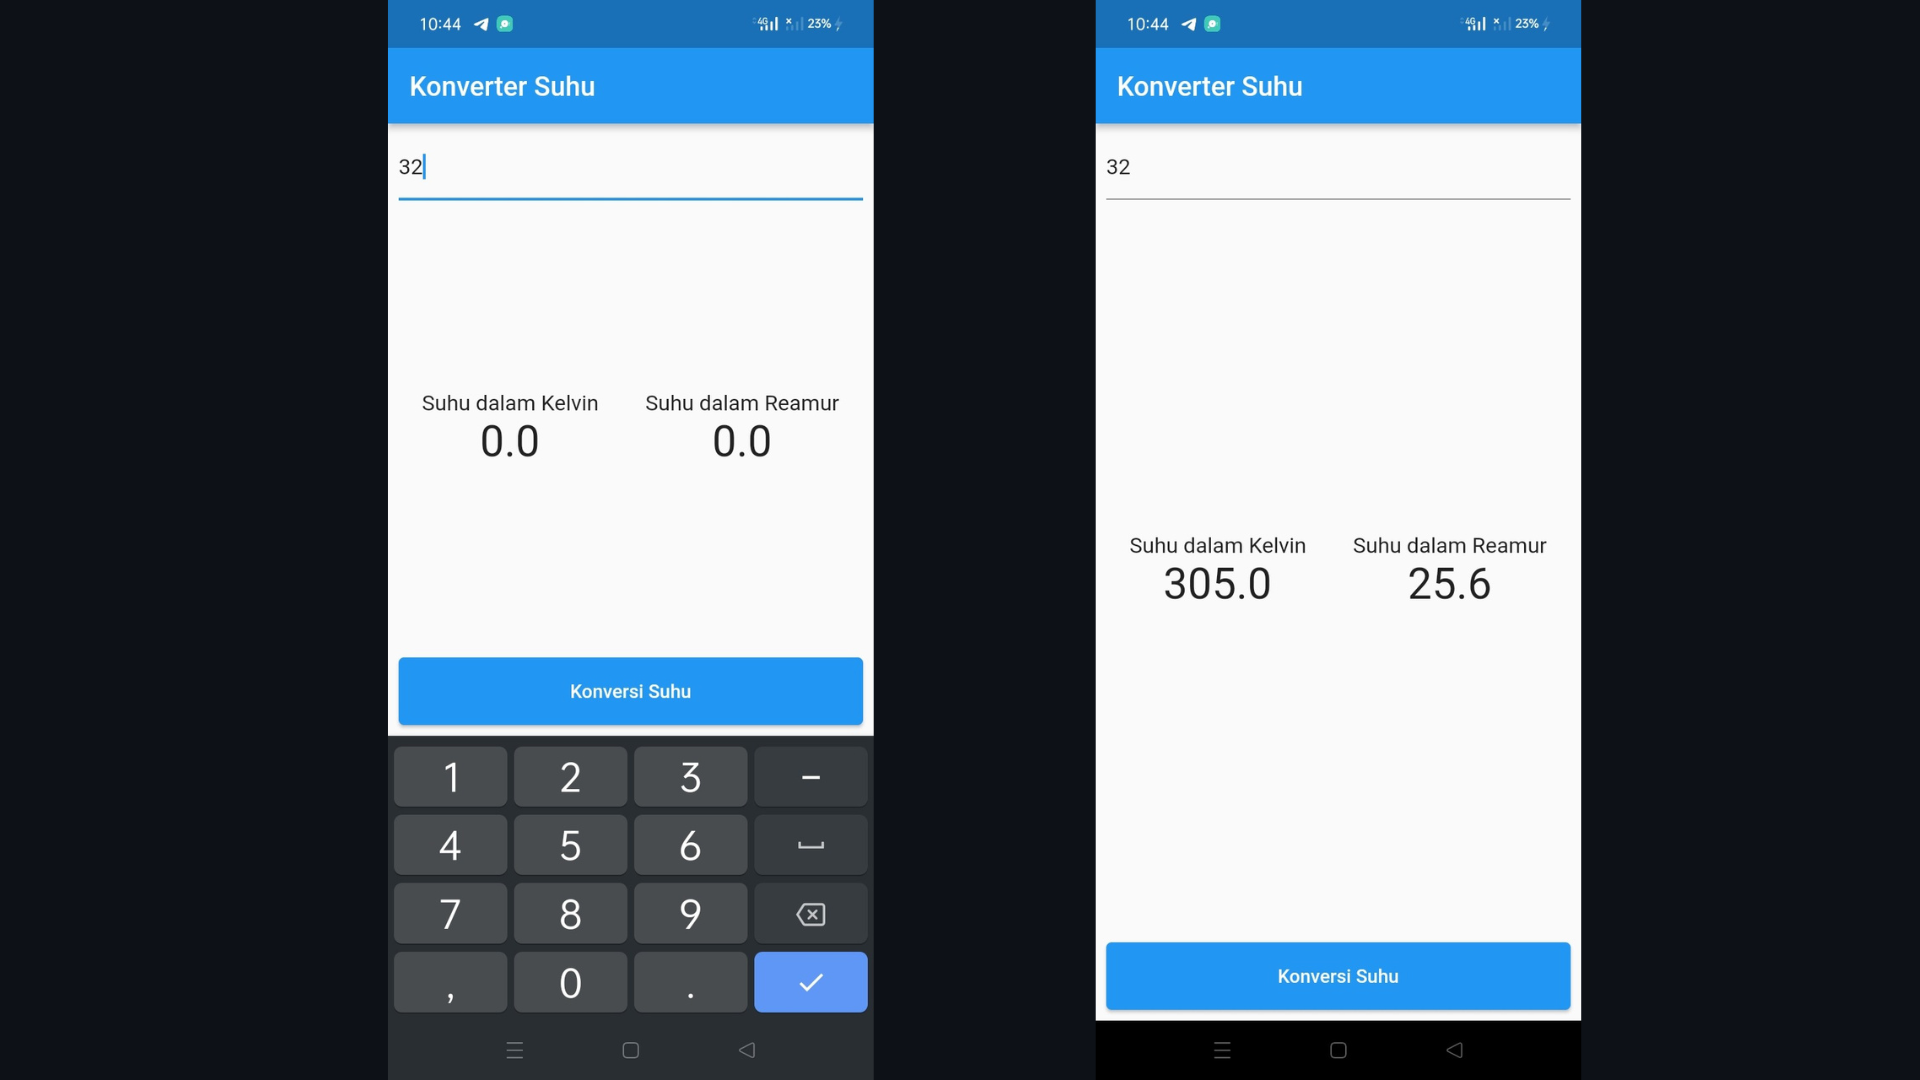 10:44 4G 23%
Konverter Suhu
32
Suhu dalam Kelvin Suhu dalam Reamur
0.0 0.0
Konversi Suhu
1 2 3 –
4 5 6
7 8 9
, 0 .
10:44 4G 23%
Konverter Suhu
32
Suhu dalam Kelvin Suhu dalam Reamur
305.0 25.6
Konversi Suhu